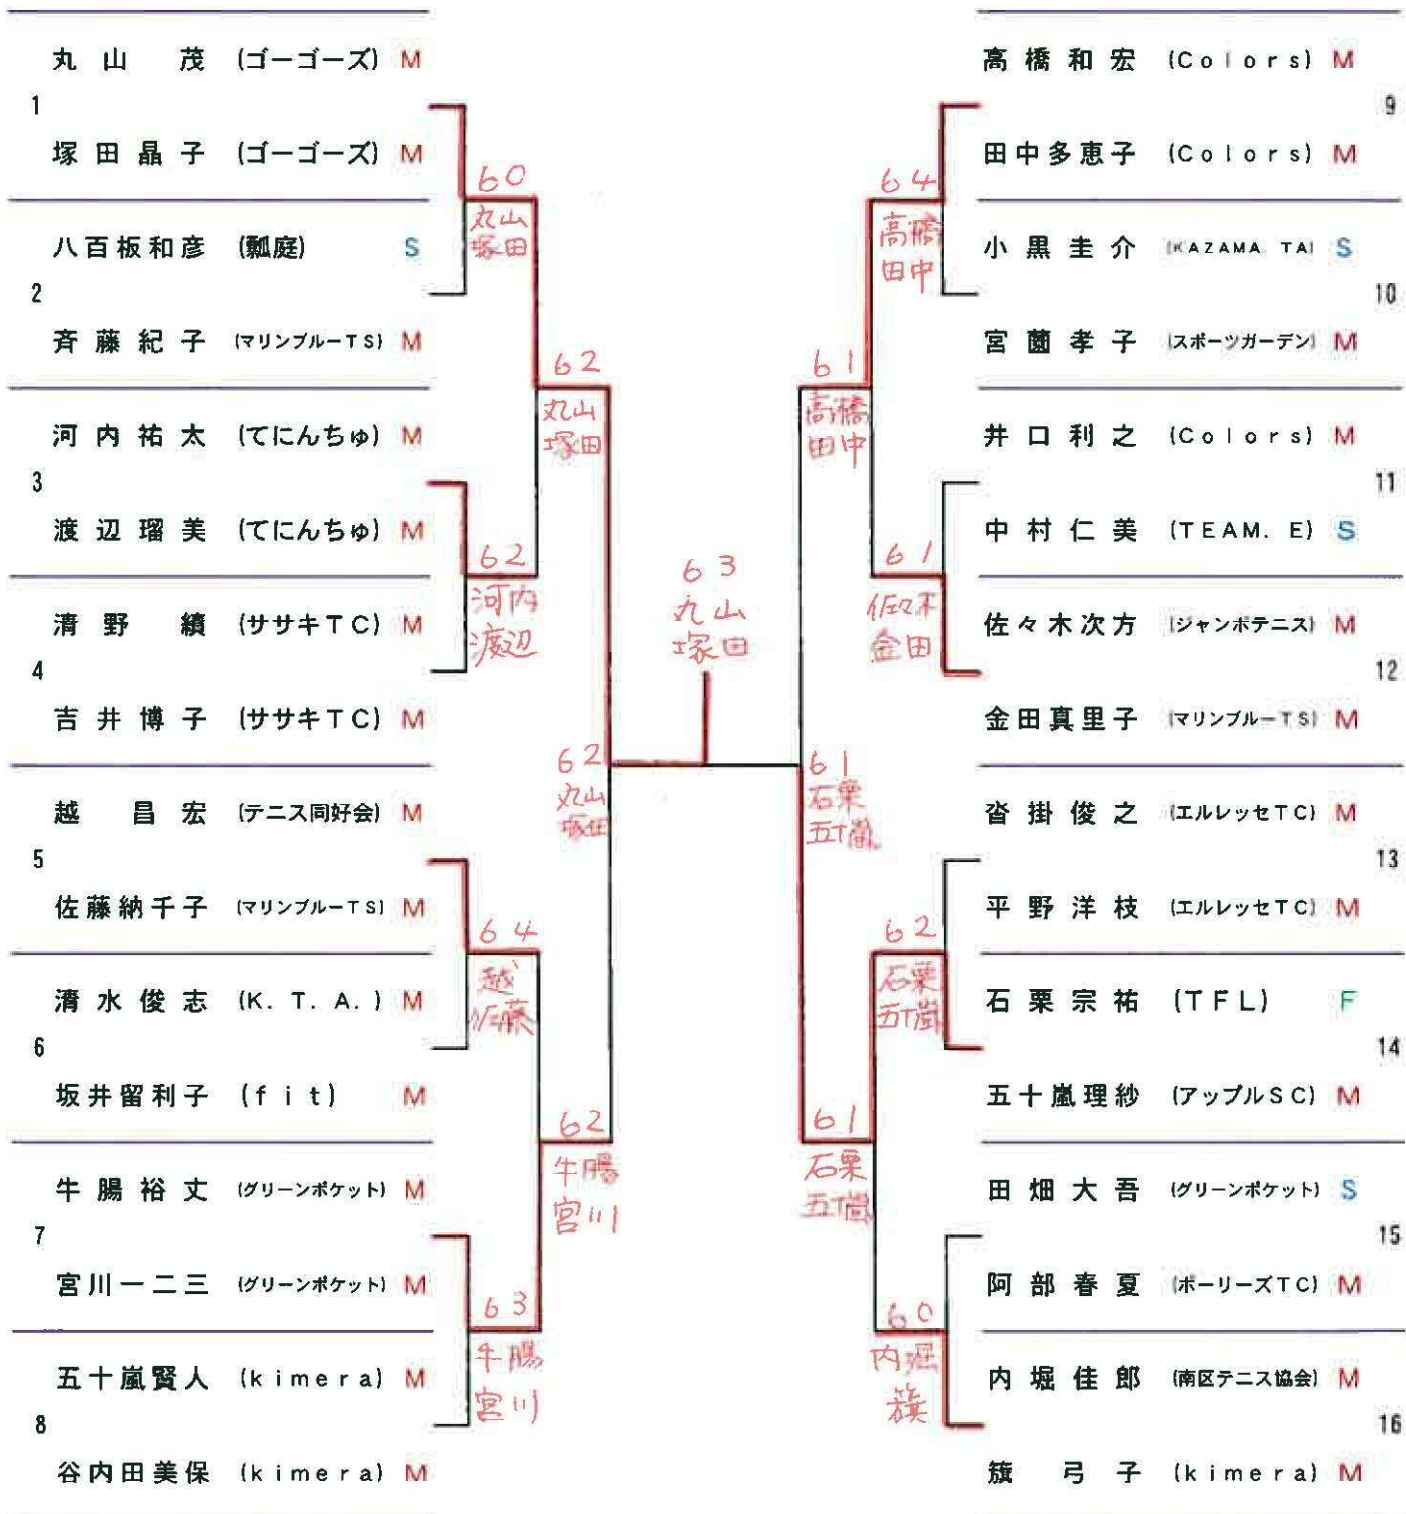 丸山 茂 (ゴーゴーズ) M
1
塚田晶子 (ゴーゴーズ) M
八百板和彦 (瓢庭) S
2
斉藤紀子 (マリンブルーTS) M
河内祐太 (てにんちゅ) M
3
渡辺瑠美 (てにんちゅ) M
清野 績 (ササキTC) M
4
吉井博子 (ササキTC) M
越 昌宏 (テニス同好会) M
5
佐藤納千子 (マリンブルーTS) M
清水俊志 (K.T.A.) M
6
坂井留利子 (fit) M
牛腸裕丈 (グリーンポケット) M
7
宮川一二三 (グリーンポケット) M
五十嵐賢人 (kimera) M
8
谷内田美保 (kimera) M
60
丸山
塚田
62
河内
渡辺
64
越
佐藤
63
牛腸
宮川
62
丸山
塚田
62
牛腸
宮川
62
丸山
塚田
63
丸山
塚田
61
石栗
五十嵐
61
高橋
田中
61
石栗
五十嵐
64
高橋
田中
61
佐々木
金田
62
石栗
五十嵐
60
内堀
簱
高橋和宏 (Colors) M
9
田中多恵子 (Colors) M
小黒圭介 (KAZAMA TA) S
10
宮薗孝子 (スポーツガーデン) M
井口利之 (Colors) M
11
中村仁美 (TEAM. E) S
佐々木次方 (ジャンボテニス) M
12
金田真里子 (マリンブルーTS) M
沓掛俊之 (エルレッセTC) M
13
平野洋枝 (エルレッセTC) M
石栗宗祐 (TFL) F
14
五十嵐理紗 (アップルSC) M
田畑大吾 (グリーンポケット) S
15
阿部春夏 (ポーリーズTC) M
内堀佳郎 (南区テニス協会) M
16
簱 弓子 (kimera) M